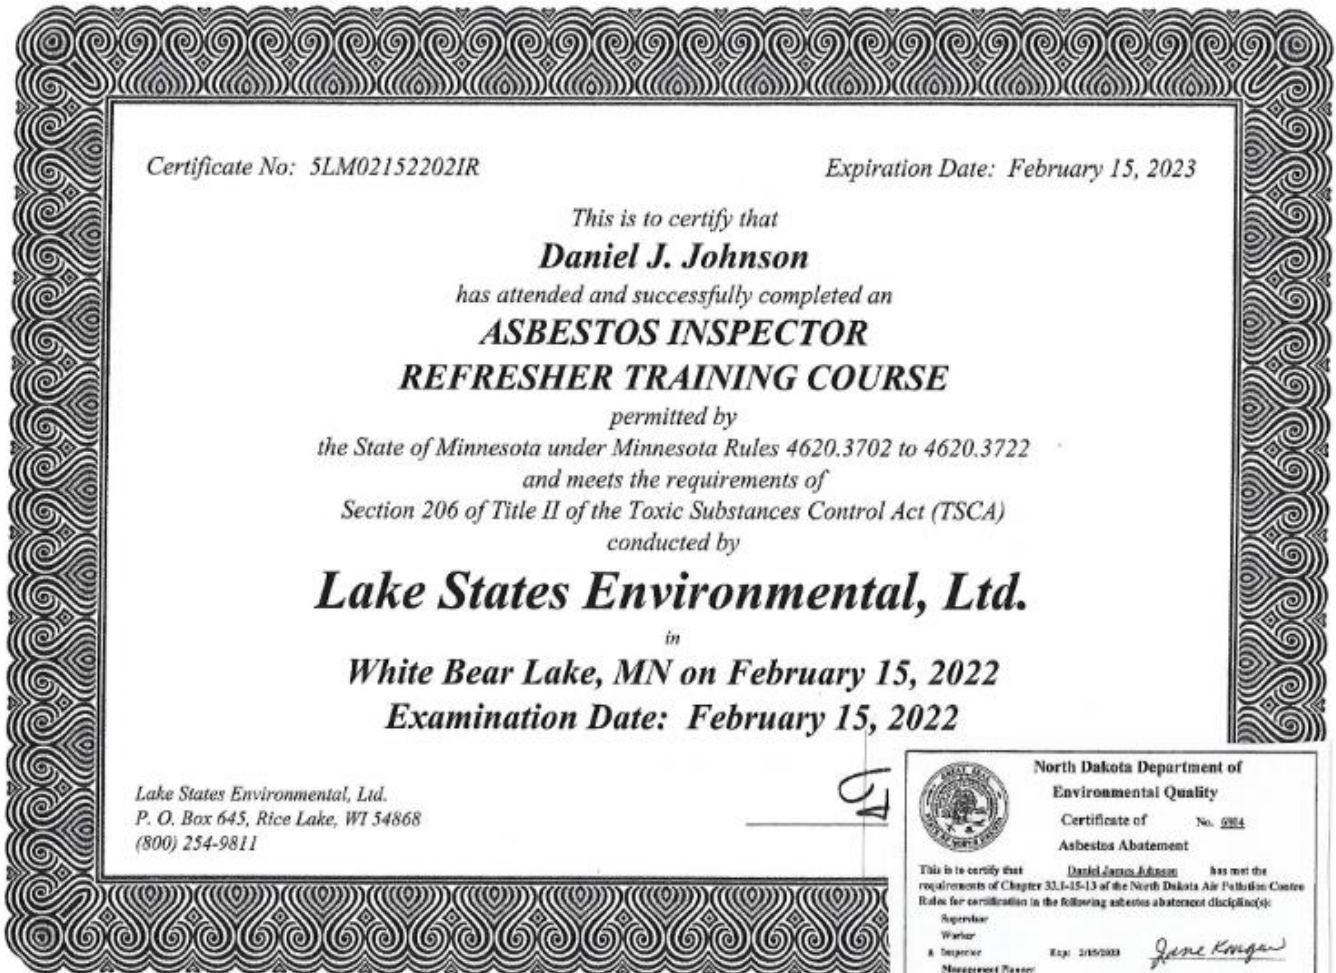 Certificate No: 5LM02152202IR
Expiration Date: February 15, 2023
This is to certify that
Daniel J. Johnson
has attended and successfully completed an
ASBESTOS INSPECTOR
REFRESHER TRAINING COURSE
permitted by
the State of Minnesota under Minnesota Rules 4620.3702 to 4620.3722
and meets the requirements of
Section 206 of Title II of the Toxic Substances Control Act (TSCA)
conducted by
Lake States Environmental, Ltd.
in
White Bear Lake, MN on February 15, 2022
Examination Date: February 15, 2022
Lake States Environmental, Ltd.
P. O. Box 645, Rice Lake, WI 54868
(800) 254-9811
North Dakota Department of
Environmental Quality
Certificate of No.
Asbestos Abatement
This is to certify that Daniel James Johnson has met the
requirements of Chapter 33.1-15-13 of the North Dakota Air Pollution Control
Rules for certification in the following asbestos abatement discipline(s):
Supervisor
Worker
Inspector Exp: 2/15/2023
Management Planner